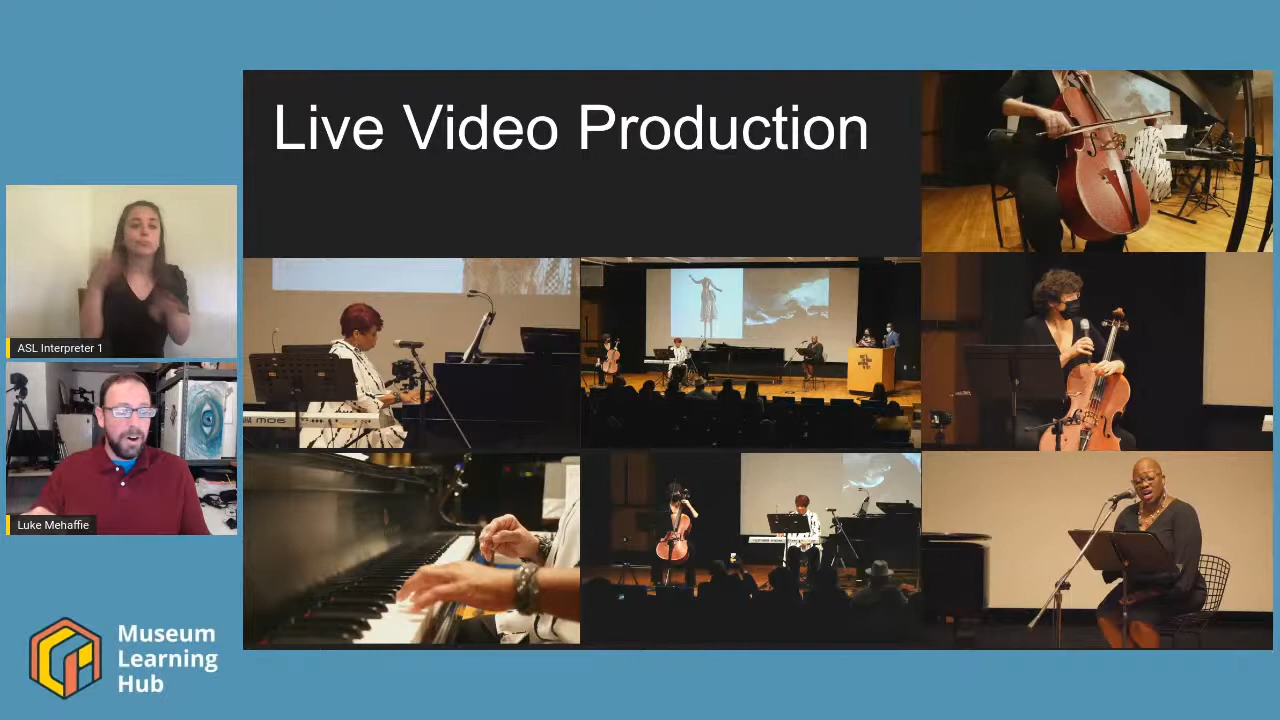 Live Video Production
ASL Interpreter 1
Luke Mehaffie
Museum
Learning
Hub